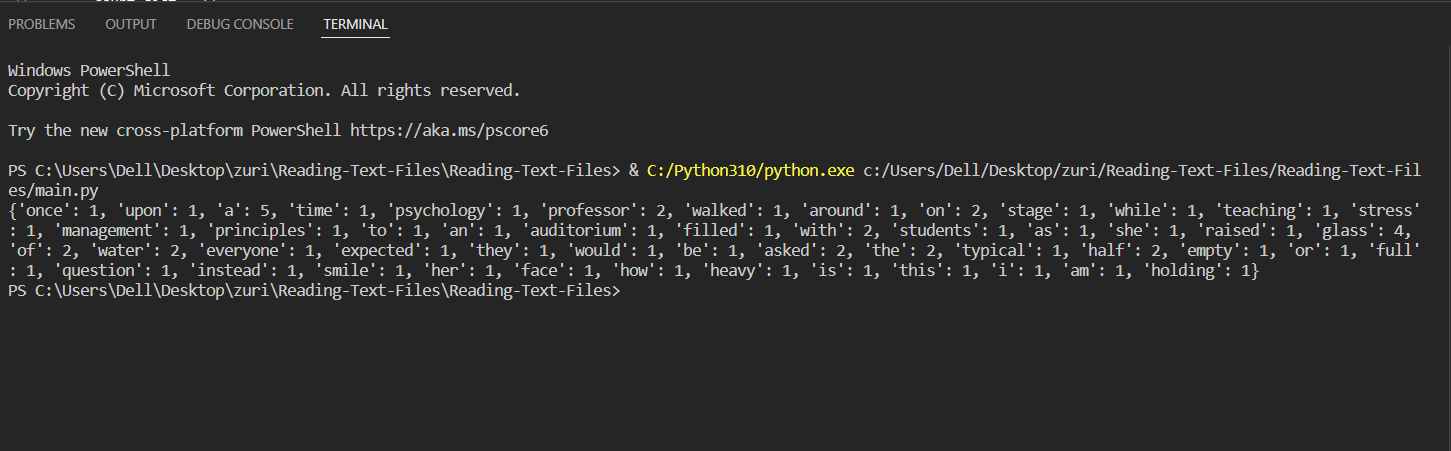 PROBLEMS OUTPUT DEBUG CONSOLE TERMINAL
Windows PowerShell
Copyright (C) Microsoft Corporation. All rights reserved.
Try the new cross-platform PowerShell https://aka.ms/pscore6
PS C:\Users\Dell\Desktop\zuri\Reading-Text-Files\Reading-Text-Files> & C:/Python310/python.exe c:/Users/Dell/Desktop/zuri/Reading-Text-Files/Reading-Text-Fil
es/main.py
{'once': 1, 'upon': 1, 'a': 5, 'time': 1, 'psychology': 1, 'professor': 2, 'walked': 1, 'around': 1, 'on': 2, 'stage': 1, 'while': 1, 'teaching': 1, 'stress'
: 1, 'management': 1, 'principles': 1, 'to': 1, 'an': 1, 'auditorium': 1, 'filled': 1, 'with': 2, 'students': 1, 'as': 1, 'she': 1, 'raised': 1, 'glass': 4,
'of': 2, 'water': 2, 'everyone': 1, 'expected': 1, 'they': 1, 'would': 1, 'be': 1, 'asked': 2, 'the': 2, 'typical': 1, 'half': 2, 'empty': 1, 'or': 1, 'full'
: 1, 'question': 1, 'instead': 1, 'smile': 1, 'her': 1, 'face': 1, 'how': 1, 'heavy': 1, 'is': 1, 'this': 1, 'i': 1, 'am': 1, 'holding': 1}
PS C:\Users\Dell\Desktop\zuri\Reading-Text-Files\Reading-Text-Files>